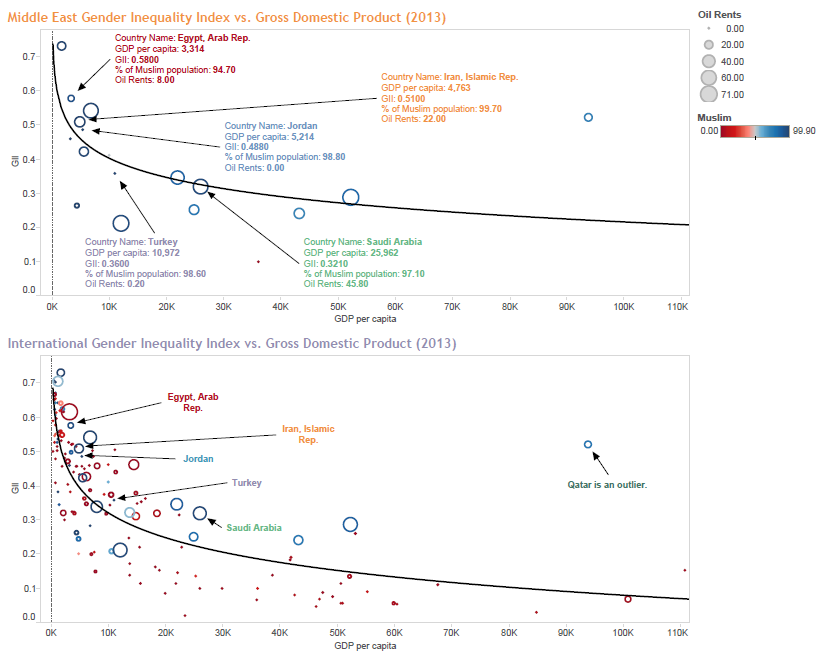 Middle East Gender Inequality Index vs. Gross Domestic Product (2013)
Oil Rents
0.00
20.00
40.00
60.00
71.00
Muslim
0.00
99.90
Country Name: Egypt, Arab Rep.
GDP per capita: 3,314
GII: 0.5800
% of Muslim population: 94.70
Oil Rents: 8.00
Country Name: Iran, Islamic Rep.
GDP per capita: 4,763
GII: 0.5100
% of Muslim population: 99.70
Oil Rents: 22.00
Country Name: Jordan
GDP per capita: 5,214
GII: 0.4880
% of Muslim population: 98.80
Oil Rents: 0.00
Country Name: Turkey
GDP per capita: 10,972
GII: 0.3600
% of Muslim population: 98.60
Oil Rents: 0.20
Country Name: Saudi Arabia
GDP per capita: 25,962
GII: 0.3210
% of Muslim population: 97.10
Oil Rents: 45.80
GII
0.7
0.6
0.5
0.4
0.3
0.2
0.1
0.0
0K 10K 20K 30K 40K 50K 60K 70K 80K 90K 100K 110K
GDP per capita
International Gender Inequality Index vs. Gross Domestic Product (2013)
Egypt, Arab
Rep.
Iran, Islamic
Rep.
Jordan
Turkey
Saudi Arabia
Qatar is an outlier.
GII
0.7
0.6
0.5
0.4
0.3
0.2
0.1
0.0
0K 10K 20K 30K 40K 50K 60K 70K 80K 90K 100K 110K
GDP per capita